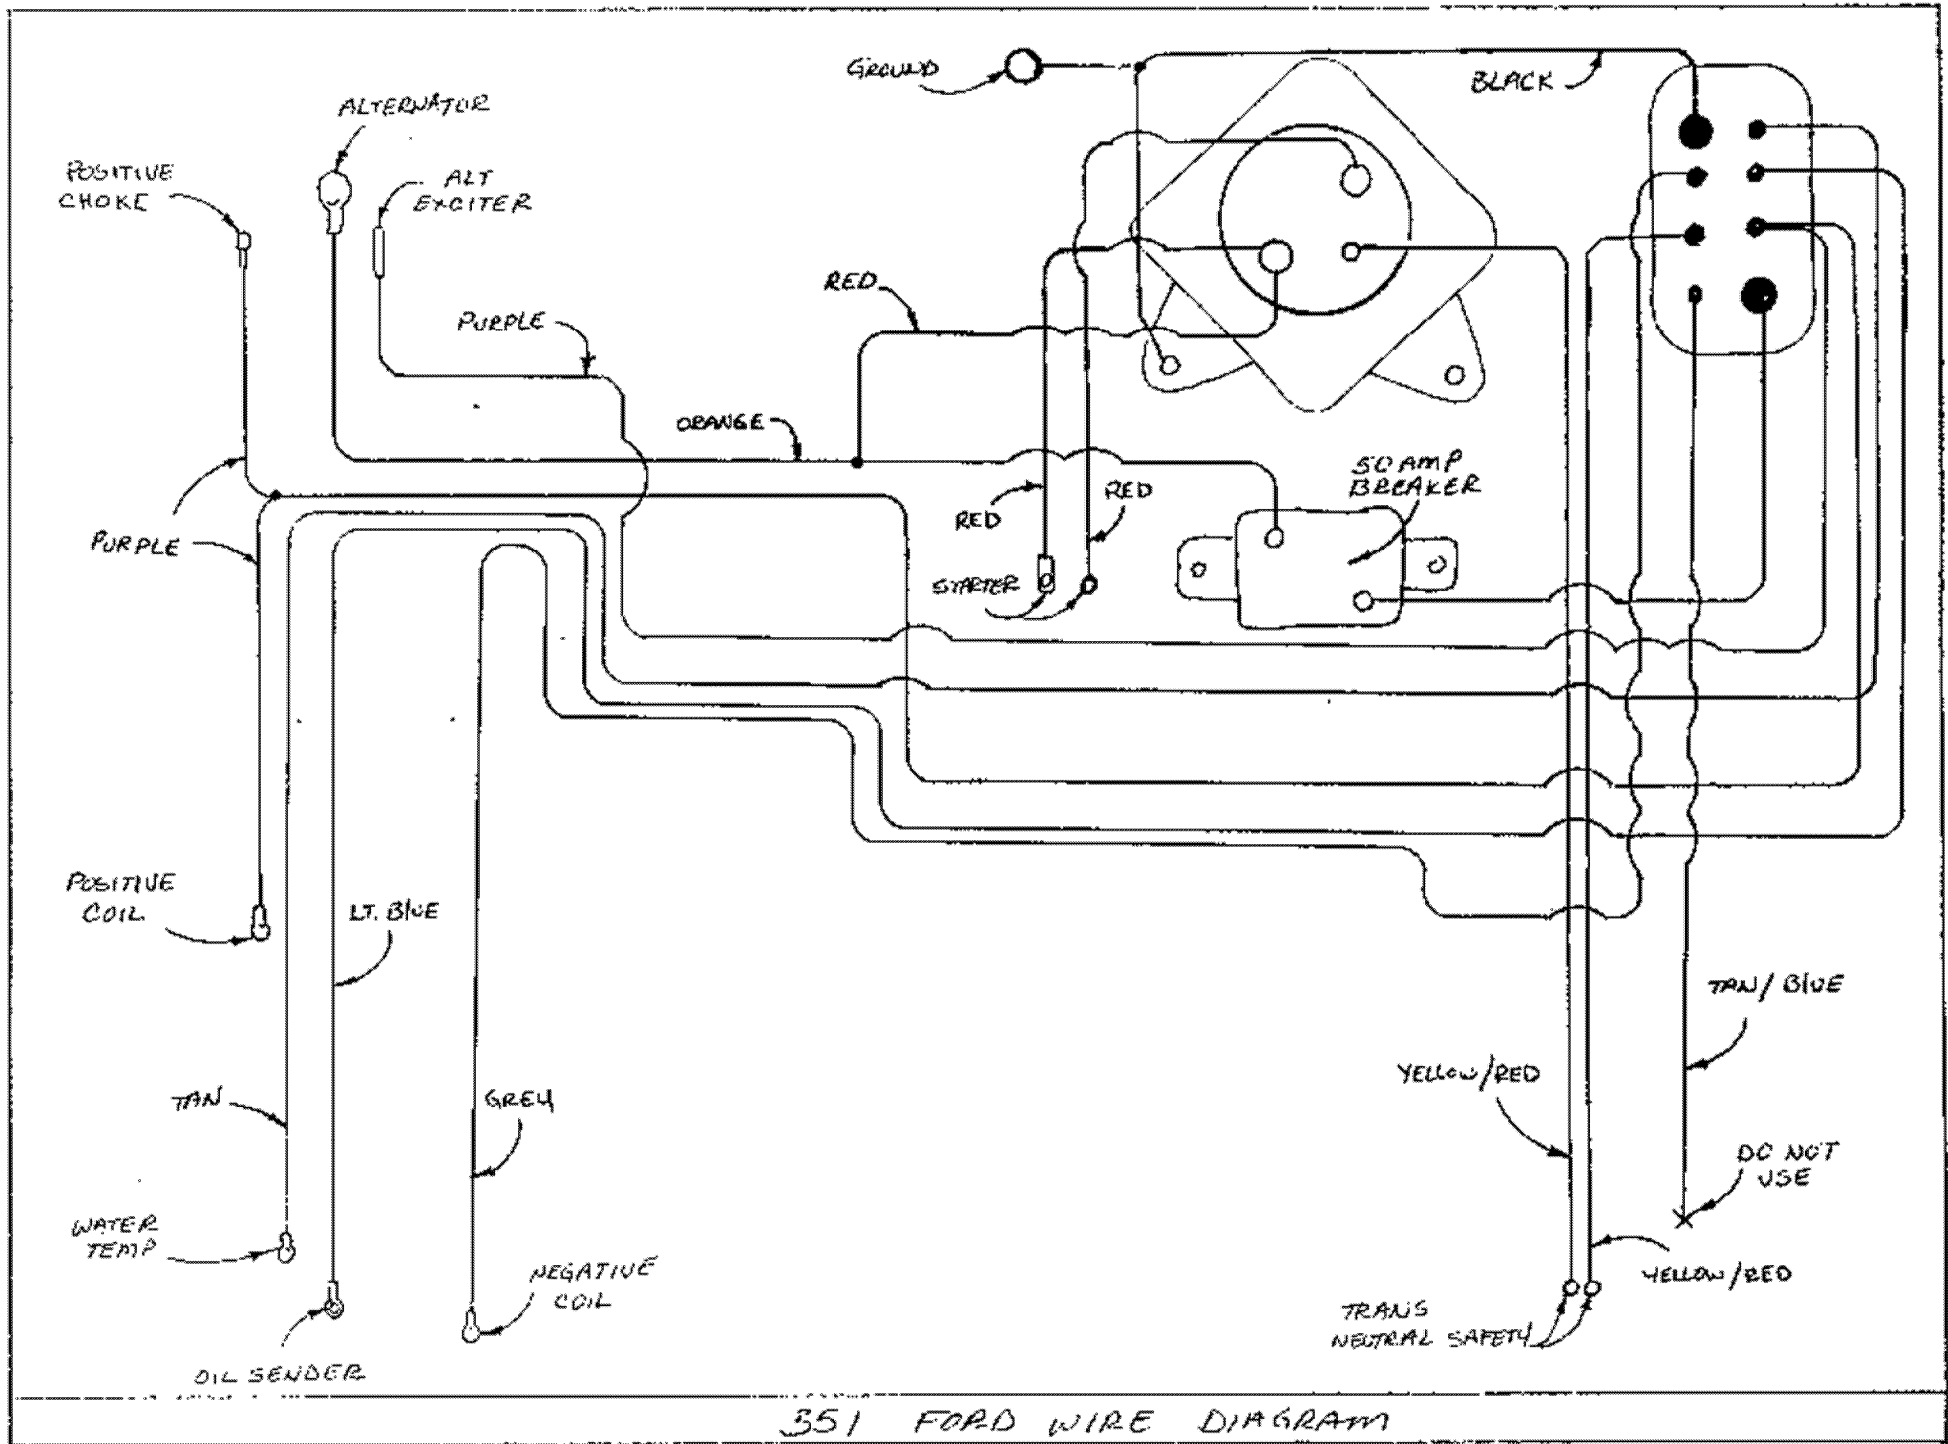 GROUND
BLACK
ALTERNATOR
POSITIVE
CHOKE
ALT
EXCITER
RED
PURPLE
ORANGE
50 AMP
BREAKER
RED
RED
PURPLE
STARTER
POSITIVE
COIL
LT. BLUE
TAN/BLUE
YELLOW/RED
TAN
GREY
DO NOT
USE
WATER
TEMP
NEGATIVE
COIL
YELLOW/RED
TRANS
NEUTRAL SAFETY
OIL SENDER
351 FORD WIRE DIAGRAM